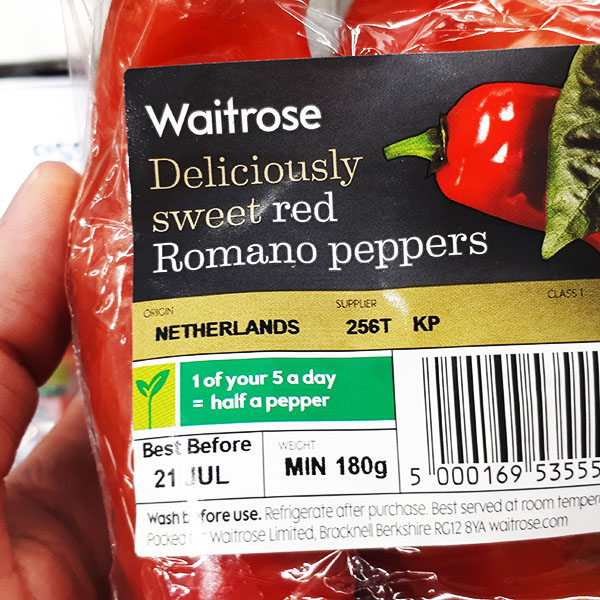 Waitrose
Deliciously
sweet red
Romano peppers
ORIGIN SUPPLIER CLASS 1
NETHERLANDS 256T KP
1 of your 5 a day
= half a pepper
Best Before
21 JUL
WEIGHT
MIN 180g
5 000169 53555
Wash before use. Refrigerate after purchase. Best served at room temper
Packed Waitrose Limited, Bracknell Berkshire RG12 8YA waitrose.com